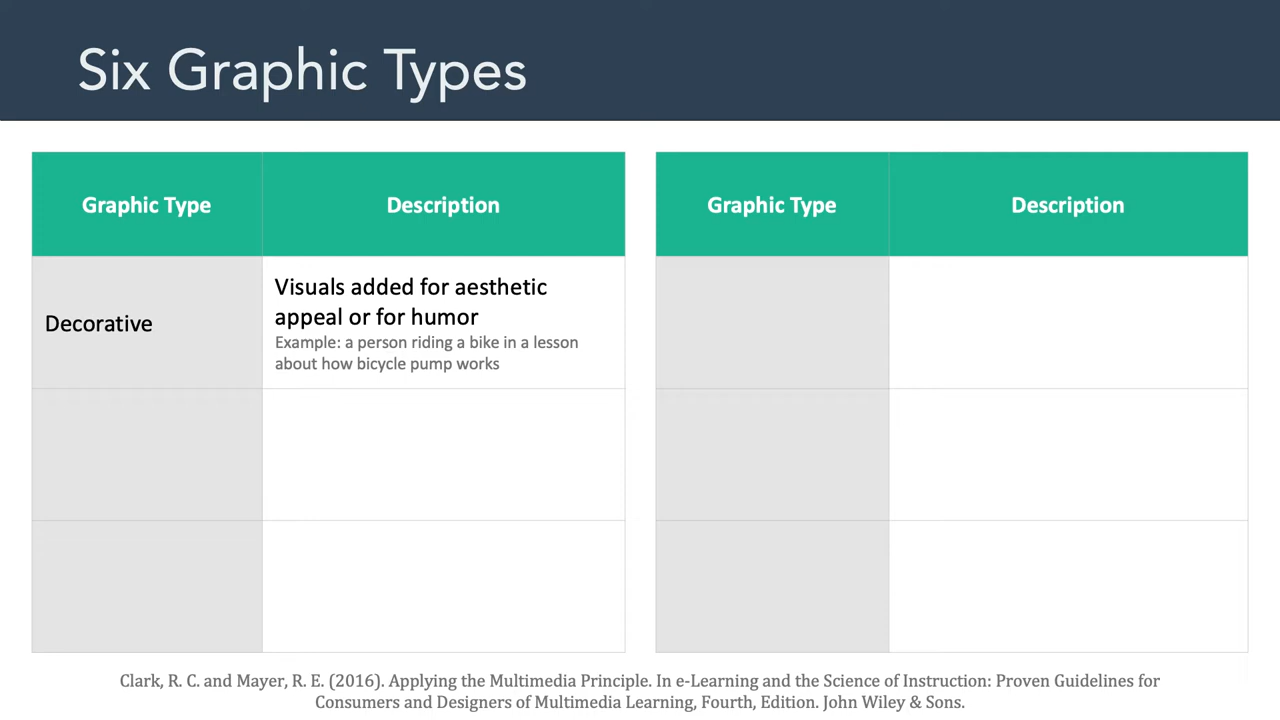 Six Graphic Types
Graphic Type
Description
Decorative
Visuals added for aesthetic
appeal or for humor
Example: a person riding a bike in a lesson
about how bicycle pump works
Graphic Type
Description
Clark, R. C. and Mayer, R. E. (2016). Applying the Multimedia Principle. In e-Learning and the Science of Instruction: Proven Guidelines for
Consumers and Designers of Multimedia Learning, Fourth, Edition. John Wiley & Sons.